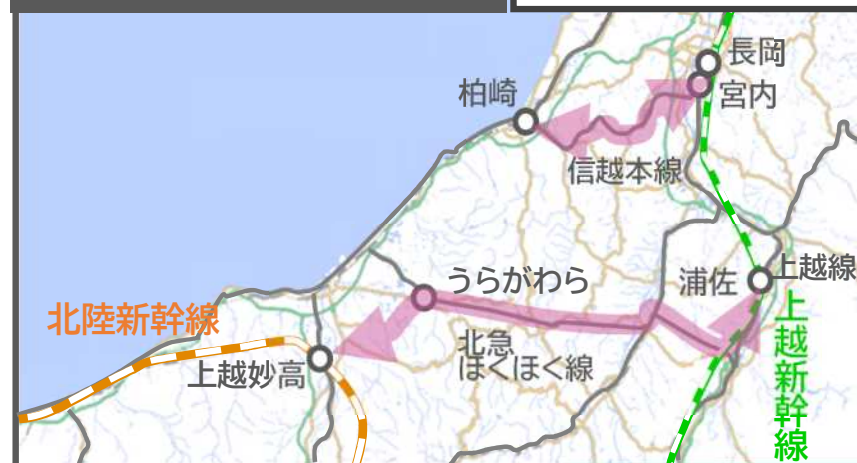 長岡
宮内
柏崎
信越本線
うらがわら
浦佐
上越線
北陸新幹線
上越妙高
北急
ほくほく線
上越新幹線